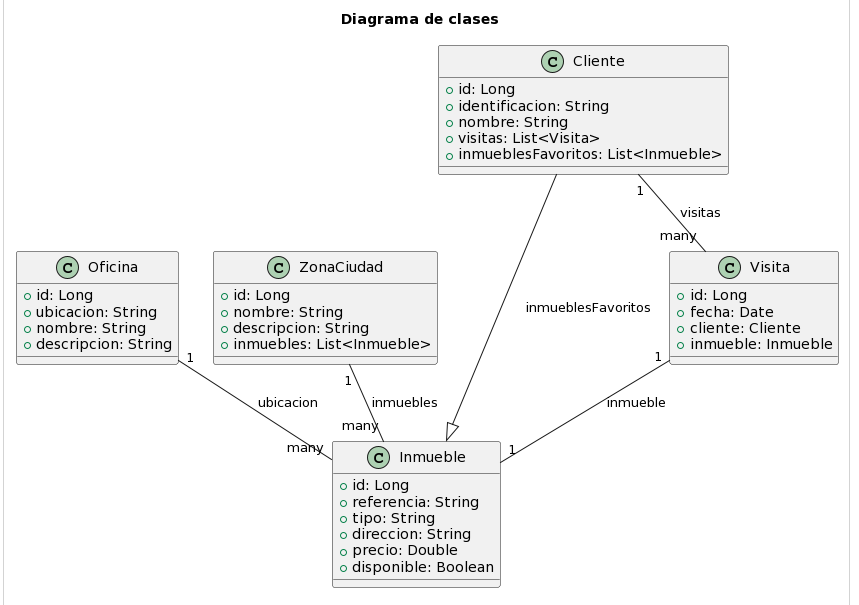 Diagrama de clases
C Cliente
id: Long
identificacion: String
nombre: String
visitas: List<Visita>
inmueblesFavoritos: List<Inmueble>
1
visitas
many
C Oficina
id: Long
ubicacion: String
nombre: String
descripcion: String
C ZonaCiudad
id: Long
nombre: String
descripcion: String
inmuebles: List<Inmueble>
C Visita
id: Long
fecha: Date
cliente: Cliente
inmueble: Inmueble
inmueblesFavoritos
1
ubicacion
many
1
inmuebles
many
1
inmueble
1
C Inmueble
id: Long
referencia: String
tipo: String
direccion: String
precio: Double
disponible: Boolean